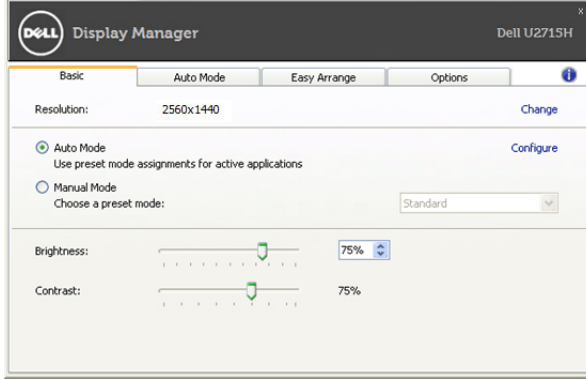 DELL Display Manager Dell U2715H
Basic Auto Mode Easy Arrange Options
Resolution: 2560x1440 Change
Auto Mode Configure
Use preset mode assignments for active applications
Manual Mode
Choose a preset mode: Standard
Brightness: 75%
Contrast: 75%